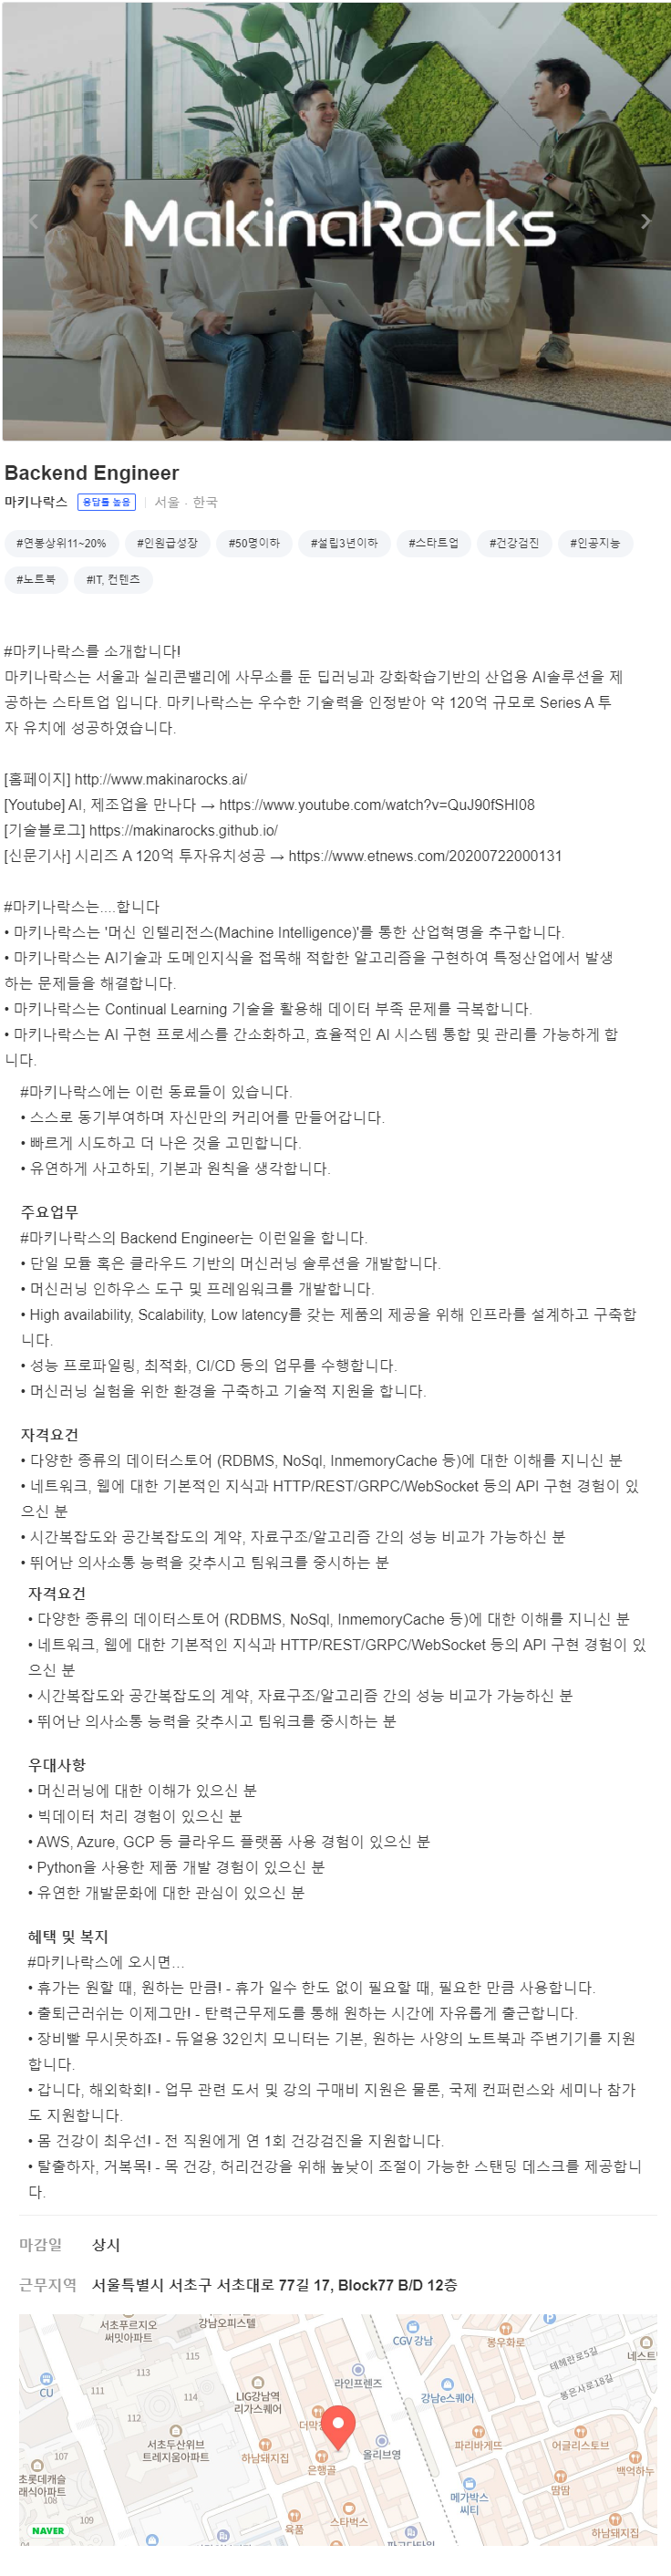 MakinaRocks
Backend Engineer
마키나락스 응답률 높음 서울 · 한국
#연봉상위11~20% #인원급성장 #50명이하 #설립3년이하 #스타트업 #건강검진 #인공지능
#노트북 #IT, 컨텐츠
#마키나락스를 소개합니다!
마키나락스는 서울과 실리콘밸리에 사무소를 둔 딥러닝과 강화학습기반의 산업용 AI솔루션을 제
공하는 스타트업 입니다. 마키나락스는 우수한 기술력을 인정받아 약 120억 규모로 Series A 투
자 유치에 성공하였습니다.
[홈페이지] http://www.makinarocks.ai/
[Youtube] AI, 제조업을 만나다 → https://www.youtube.com/watch?v=QuJ90fSHI08
[기술블로그] https://makinarocks.github.io/
[신문기사] 시리즈 A 120억 투자유치성공 → https://www.etnews.com/20200722000131
#마키나락스는....합니다
• 마키나락스는 '머신 인텔리전스(Machine Intelligence)'를 통한 산업혁명을 추구합니다.
• 마키나락스는 AI기술과 도메인지식을 접목해 적합한 알고리즘을 구현하여 특정산업에서 발생
하는 문제들을 해결합니다.
• 마키나락스는 Continual Learning 기술을 활용해 데이터 부족 문제를 극복합니다.
• 마키나락스는 AI 구현 프로세스를 간소화하고, 효율적인 AI 시스템 통합 및 관리를 가능하게 합
니다.
#마키나락스에는 이런 동료들이 있습니다.
• 스스로 동기부여하며 자신만의 커리어를 만들어갑니다.
• 빠르게 시도하고 더 나은 것을 고민합니다.
• 유연하게 사고하되, 기본과 원칙을 생각합니다.
주요업무
#마키나락스의 Backend Engineer는 이런일을 합니다.
• 단일 모듈 혹은 클라우드 기반의 머신러닝 솔루션을 개발합니다.
• 머신러닝 인하우스 도구 및 프레임워크를 개발합니다.
• High availability, Scalability, Low latency를 갖는 제품의 제공을 위해 인프라를 설계하고 구축합
니다.
• 성능 프로파일링, 최적화, CI/CD 등의 업무를 수행합니다.
• 머신러닝 실험을 위한 환경을 구축하고 기술적 지원을 합니다.
자격요건
• 다양한 종류의 데이터스토어 (RDBMS, NoSql, InmemoryCache 등)에 대한 이해를 지니신 분
• 네트워크, 웹에 대한 기본적인 지식과 HTTP/REST/GRPC/WebSocket 등의 API 구현 경험이 있
으신 분
• 시간복잡도와 공간복잡도의 계약, 자료구조/알고리즘 간의 성능 비교가 가능하신 분
• 뛰어난 의사소통 능력을 갖추시고 팀워크를 중시하는 분
자격요건
• 다양한 종류의 데이터스토어 (RDBMS, NoSql, InmemoryCache 등)에 대한 이해를 지니신 분
• 네트워크, 웹에 대한 기본적인 지식과 HTTP/REST/GRPC/WebSocket 등의 API 구현 경험이 있
으신 분
• 시간복잡도와 공간복잡도의 계약, 자료구조/알고리즘 간의 성능 비교가 가능하신 분
• 뛰어난 의사소통 능력을 갖추시고 팀워크를 중시하는 분
우대사항
• 머신러닝에 대한 이해가 있으신 분
• 빅데이터 처리 경험이 있으신 분
• AWS, Azure, GCP 등 클라우드 플랫폼 사용 경험이 있으신 분
• Python을 사용한 제품 개발 경험이 있으신 분
• 유연한 개발문화에 대한 관심이 있으신 분
혜택 및 복지
#마키나락스에 오시면…
• 휴가는 원할 때, 원하는 만큼! - 휴가 일수 한도 없이 필요할 때, 필요한 만큼 사용합니다.
• 출퇴근러쉬는 이제그만! - 탄력근무제도를 통해 원하는 시간에 자유롭게 출근합니다.
• 장비빨 무시못하죠! - 듀얼용 32인치 모니터는 기본, 원하는 사양의 노트북과 주변기기를 지원
합니다.
• 갑니다, 해외학회! - 업무 관련 도서 및 강의 구매비 지원은 물론, 국제 컨퍼런스와 세미나 참가
도 지원합니다.
• 몸 건강이 최우선! - 전 직원에게 연 1회 건강검진을 지원합니다.
• 탈출하자, 거복목! - 목 건강, 허리건강을 위해 높낮이 조절이 가능한 스탠딩 데스크를 제공합니
다.
마감일 상시
근무지역 서울특별시 서초구 서초대로 77길 17, Block77 B/D 12층
서초푸르지오
써밋아파트
강남오피스텔
CGV 강남
P
봉우화로
테헤란로5길
네스트
115
113
라인프렌즈
CU
111
114
LIG강남역
리가스퀘어
강남e스퀘어
봉은사로18길
112
더막
서초두산위브
트레지움아파트
하남돼지집
은행골
올리브영
파리바게뜨
어글리스토브
107
백억하누
초롯데캐슬
래식아파트
108
땀땀
메가박스
씨티
109
육품
스타벅스
하남돼지집
NAVER
파고다타워